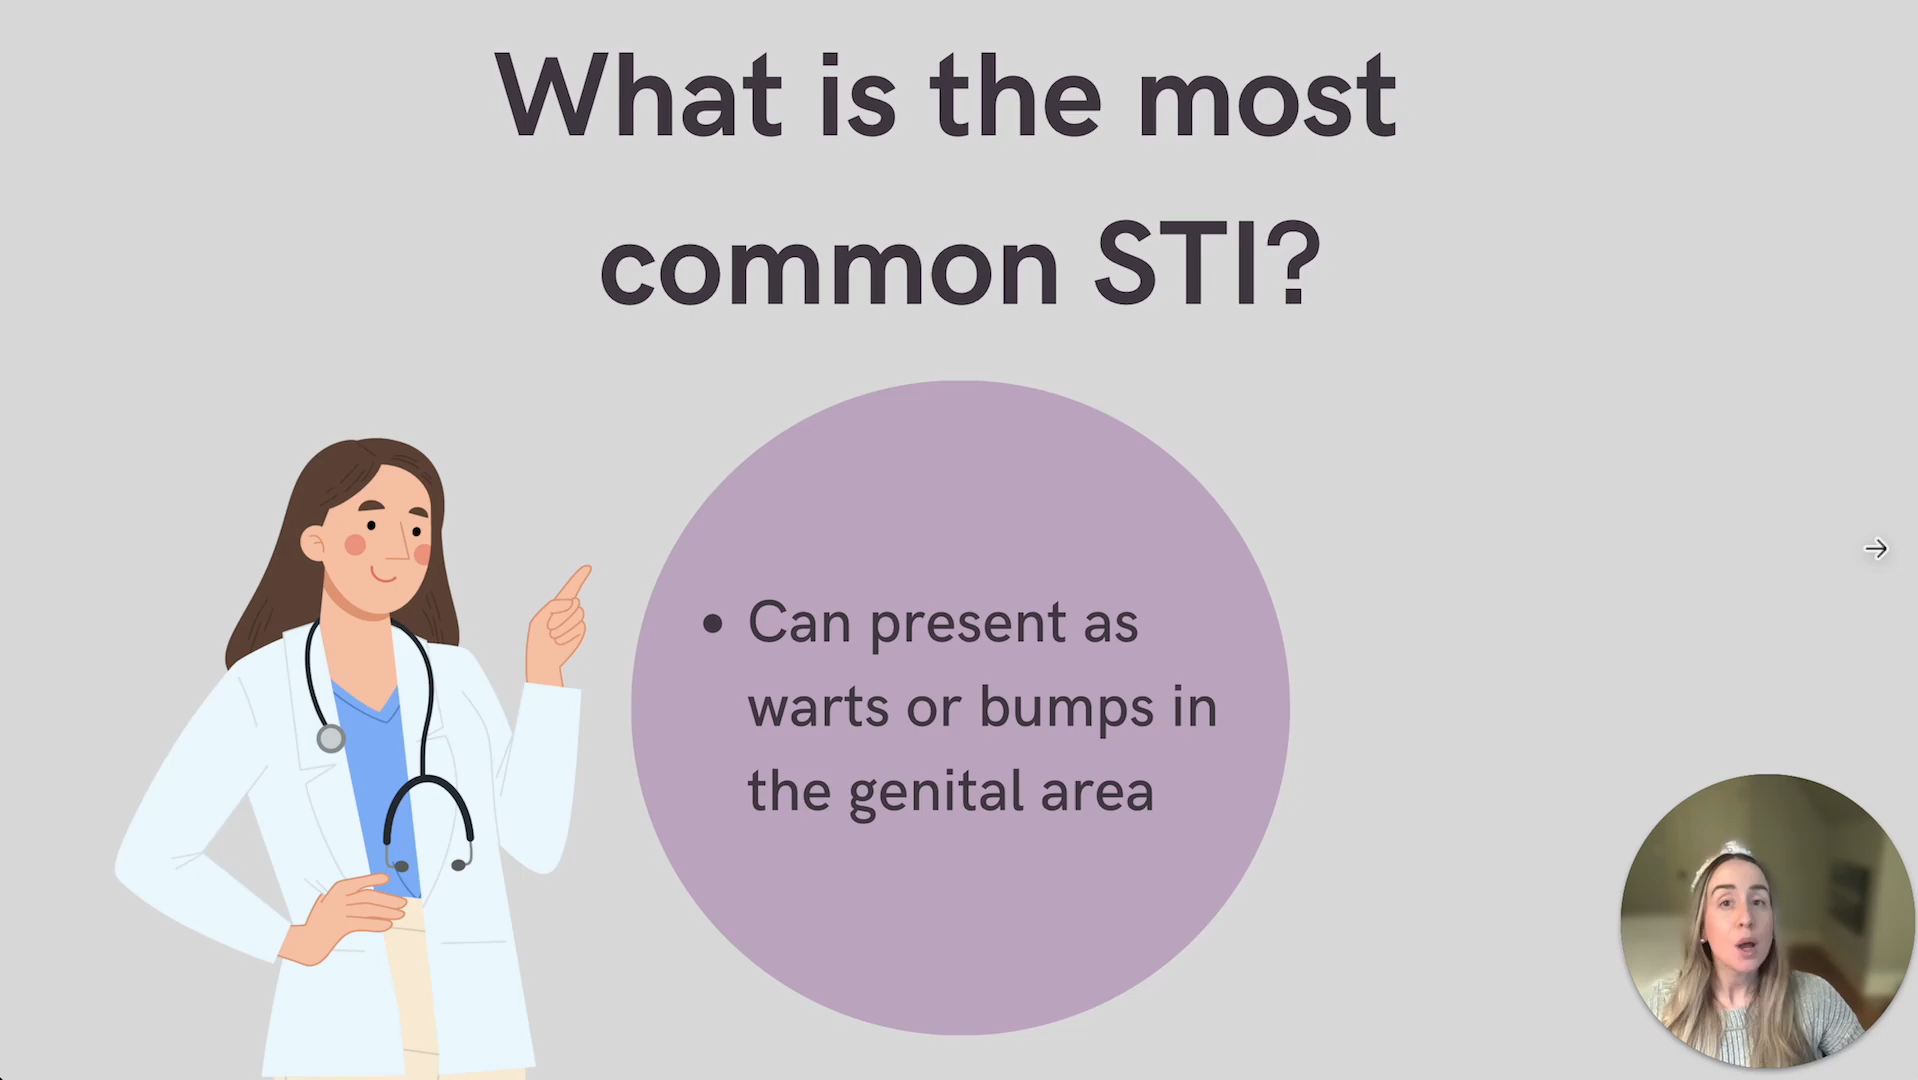 What is the most
common STI?
• Can present as
warts or bumps in
the genital area